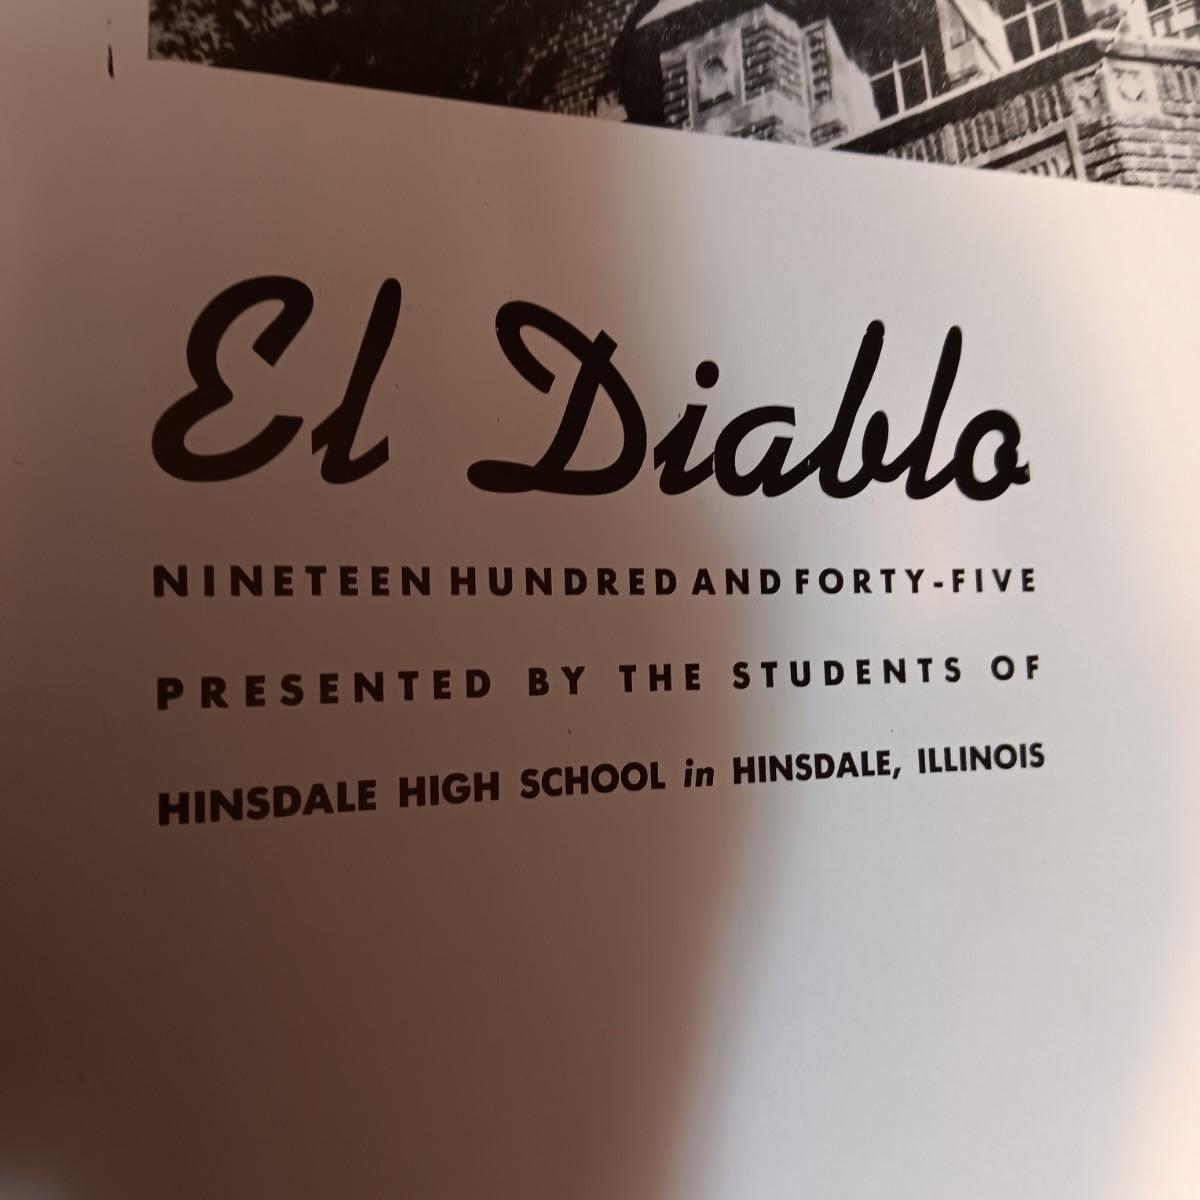 El Diablo
NINETEEN HUNDRED AND FORTY-FIVE
PRESENTED BY THE STUDENTS OF
HINSDALE HIGH SCHOOL in HINSDALE, ILLINOIS